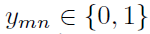 y_{mn} ∈ {0, 1}